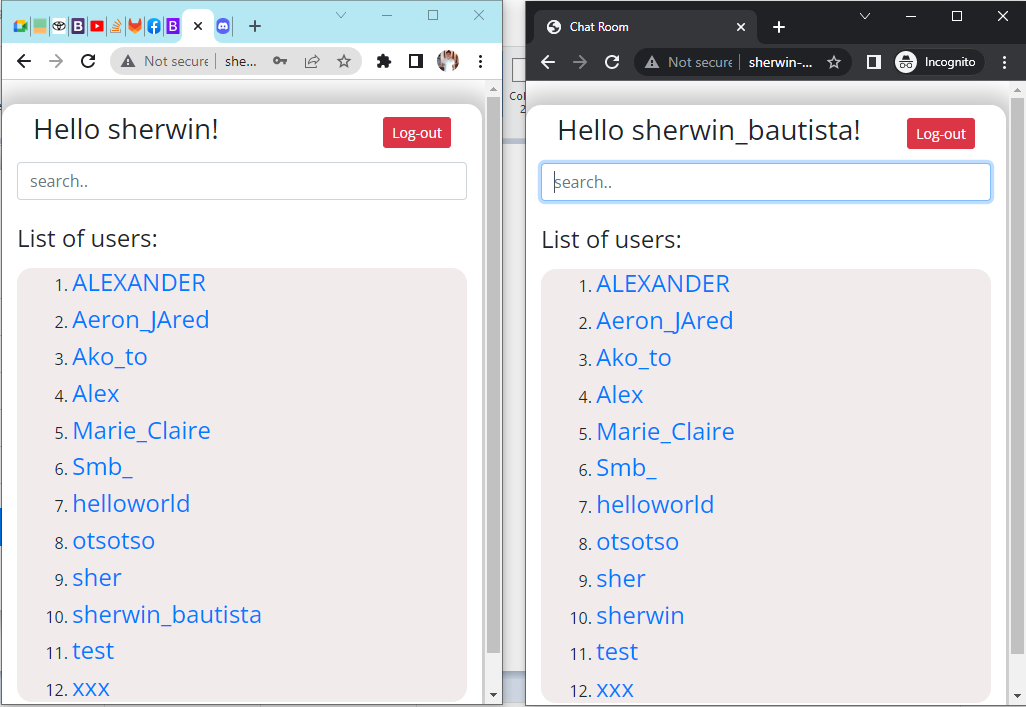 Not secure
she...
Hello sherwin!
Log-out
search..
List of users:
1. ALEXANDER
2. Aeron_JAred
3. Ako_to
4. Alex
5. Marie_Claire
6. Smb_
7. helloworld
8. otsotso
9. sher
10. sherwin_bautista
11. test
12. xxx
Col
2
Chat Room
Not secure
sherwin-...
Incognito
Hello sherwin_bautista!
Log-out
search..
List of users:
1. ALEXANDER
2. Aeron_JAred
3. Ako_to
4. Alex
5. Marie_Claire
6. Smb_
7. helloworld
8. otsotso
9. sher
10. sherwin
11. test
12. xxx